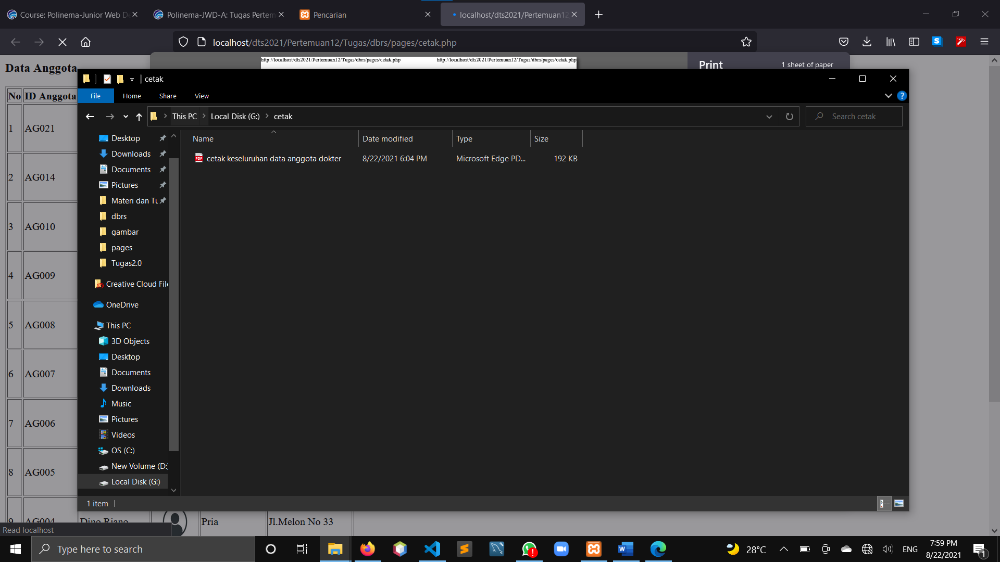 Course: Polinema-Junior Web De
Polinema-JWD-A: Tugas Pertem
Pencarian
localhost/dts2021/Pertemuan12
localhost/dts2021/Pertemuan12/Tugas/dbrs/pages/cetak.php
S
Data Anggota
http://localhost/dts2021/Pertemuan12/Tugas/dbrs/pages/cetak.php http://localhost/dts2021/Pertemuan12/Tugas/dbrs/pages/cetak.php
Print
1 sheet of paper
cetak
File Home Share View
?
This PC > Local Disk (G:) > cetak
Search cetak
Name Date modified Type Size
cetak keseluruhan data anggota dokter 8/22/2021 6:04 PM Microsoft Edge PD... 192 KB
Desktop
Downloads
Documents
Pictures
Materi dan Tu
dbrs
gambar
pages
Tugas2.0
Creative Cloud File
OneDrive
This PC
3D Objects
Desktop
Documents
Downloads
Music
Pictures
Videos
OS (C:)
New Volume (D:)
Local Disk (G:)
1 item
No ID Anggota
1 AG021
2 AG014
3 AG010
4 AG009
5 AG008
6 AG007
7 AG006
8 AG005
9 AG004 Dino Riano Pria Jl.Melon No 33
Read localhost
Type here to search
28°C
ENG
7:59 PM
8/22/2021
1